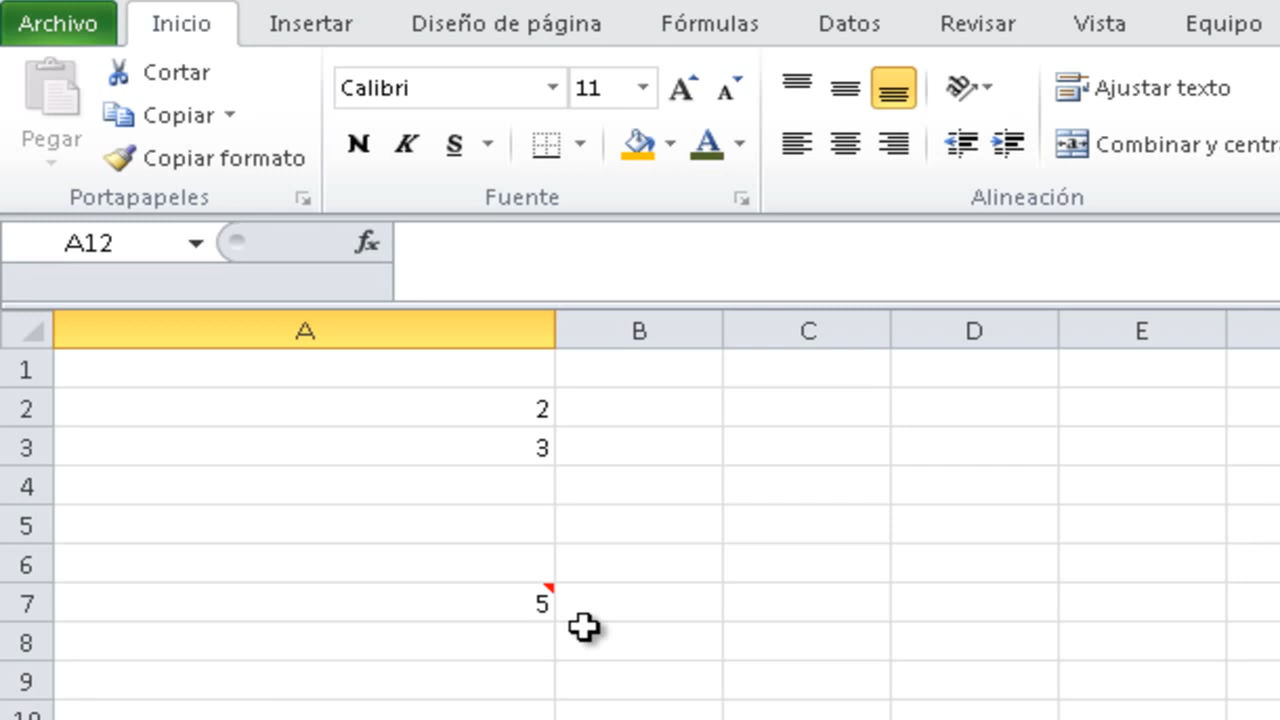 Archivo Inicio Insertar Diseño de página Fórmulas Datos Revisar Vista Equipo
Pegar
Cortar
Copiar
Copiar formato
Portapapeles
Calibri 11 A A
N K S A
Fuente
ab
Ajustar texto
a Combinar y centr
Alineación
A12 fx
A B C D E
1
2 2
3 3
4
5
6
7 5
8
9
10